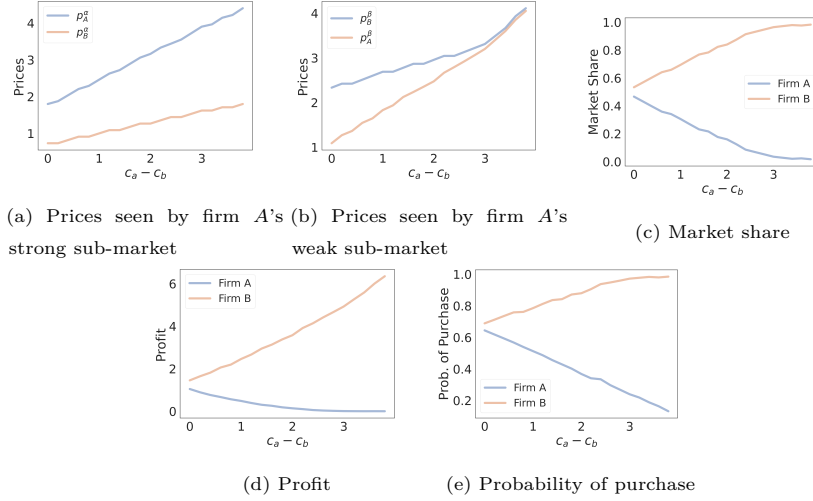 p_A^α
p_B^α
Prices
4
3
2
1
0 1 2 3
c_a − c_b
(a) Prices seen by firm A's
strong sub-market
p_B^β
p_A^β
Prices
4
3
2
1
0 1 2 3
c_a − c_b
(b) Prices seen by firm A's
weak sub-market
Firm A
Firm B
Market Share
1.0
0.8
0.6
0.4
0.2
0.0
0 1 2 3
c_a − c_b
(c) Market share
Firm A
Firm B
Profit
6
4
2
0
0 1 2 3
c_a − c_b
(d) Profit
Firm A
Firm B
Prob. of Purchase
1.0
0.8
0.6
0.4
0.2
0 1 2 3
c_a − c_b
(e) Probability of purchase